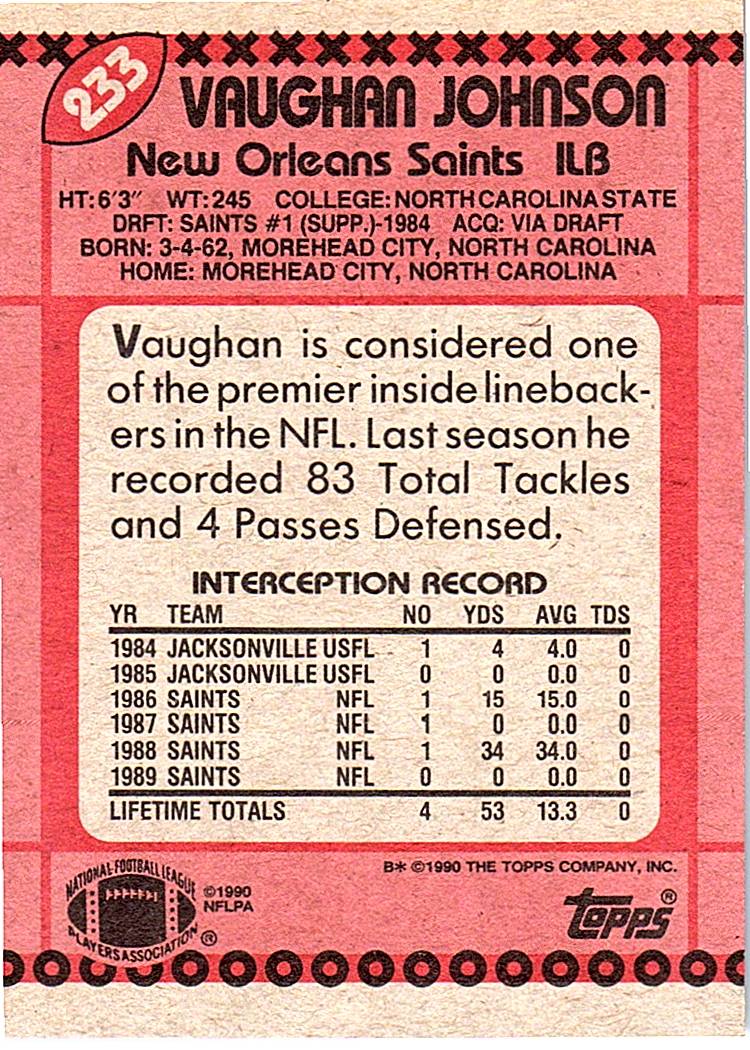 233
VAUGHAN JOHNSON
New Orleans Saints ILB
HT: 6'3" WT: 245 COLLEGE: NORTH CAROLINA STATE
DRFT: SAINTS #1 (SUPP.)-1984 ACQ: VIA DRAFT
BORN: 3-4-62, MOREHEAD CITY, NORTH CAROLINA
HOME: MOREHEAD CITY, NORTH CAROLINA
Vaughan is considered one
of the premier inside lineback-
ers in the NFL. Last season he
recorded 83 Total Tackles
and 4 Passes Defensed.
INTERCEPTION RECORD
YR TEAM NO YDS AVG TDS
1984 JACKSONVILLE USFL 1 4 4.0 0
1985 JACKSONVILLE USFL 0 0 0.0 0
1986 SAINTS NFL 1 15 15.0 0
1987 SAINTS NFL 1 0 0.0 0
1988 SAINTS NFL 1 34 34.0 0
1989 SAINTS NFL 0 0 0.0 0
LIFETIME TOTALS 4 53 13.3 0
B* ©1990 THE TOPPS COMPANY, INC.
NATIONAL FOOTBALL LEAGUE
PLAYERS ASSOCIATION ®
©1990
NFLPA
topps ®